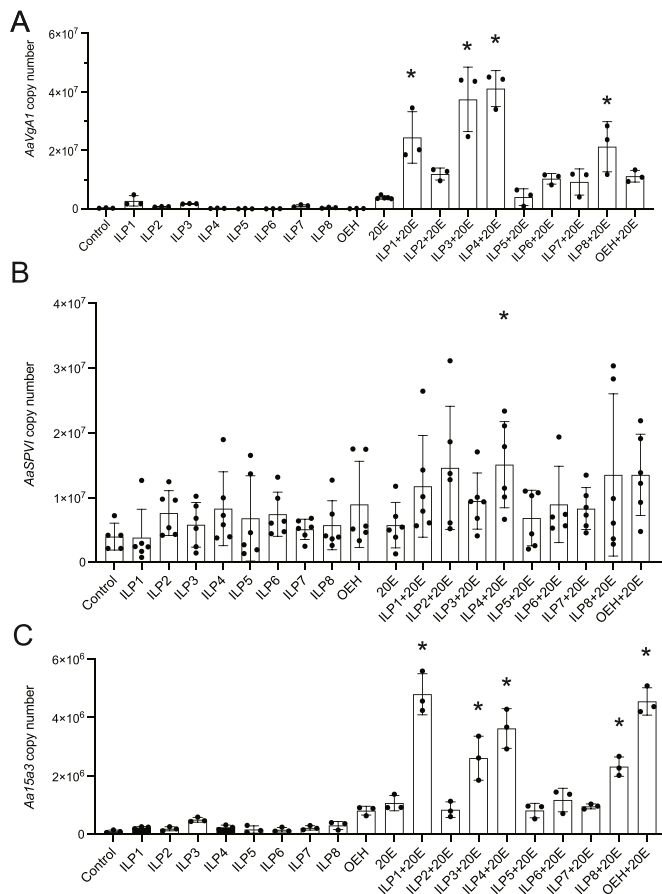 A
AaVgA1 copy number
6×10⁷
4×10⁷
2×10⁷
0
* * * *
Control ILP1 ILP2 ILP3 ILP4 ILP5 ILP6 ILP7 ILP8 OEH 20E ILP1+20E ILP2+20E ILP3+20E ILP4+20E ILP5+20E ILP6+20E ILP7+20E ILP8+20E OEH+20E
B
AaSPVI copy number
4×10⁷
3×10⁷
2×10⁷
1×10⁷
0
*
Control ILP1 ILP2 ILP3 ILP4 ILP5 ILP6 ILP7 ILP8 OEH 20E ILP1+20E ILP2+20E ILP3+20E ILP4+20E ILP5+20E ILP6+20E ILP7+20E ILP8+20E OEH+20E
C
Aa15a3 copy number
6×10⁶
4×10⁶
2×10⁶
0
* * * * *
Control ILP1 ILP2 ILP3 ILP4 ILP5 ILP6 ILP7 ILP8 OEH 20E ILP1+20E ILP2+20E ILP3+20E ILP4+20E ILP5+20E ILP6+20E ILP7+20E ILP8+20E OEH+20E